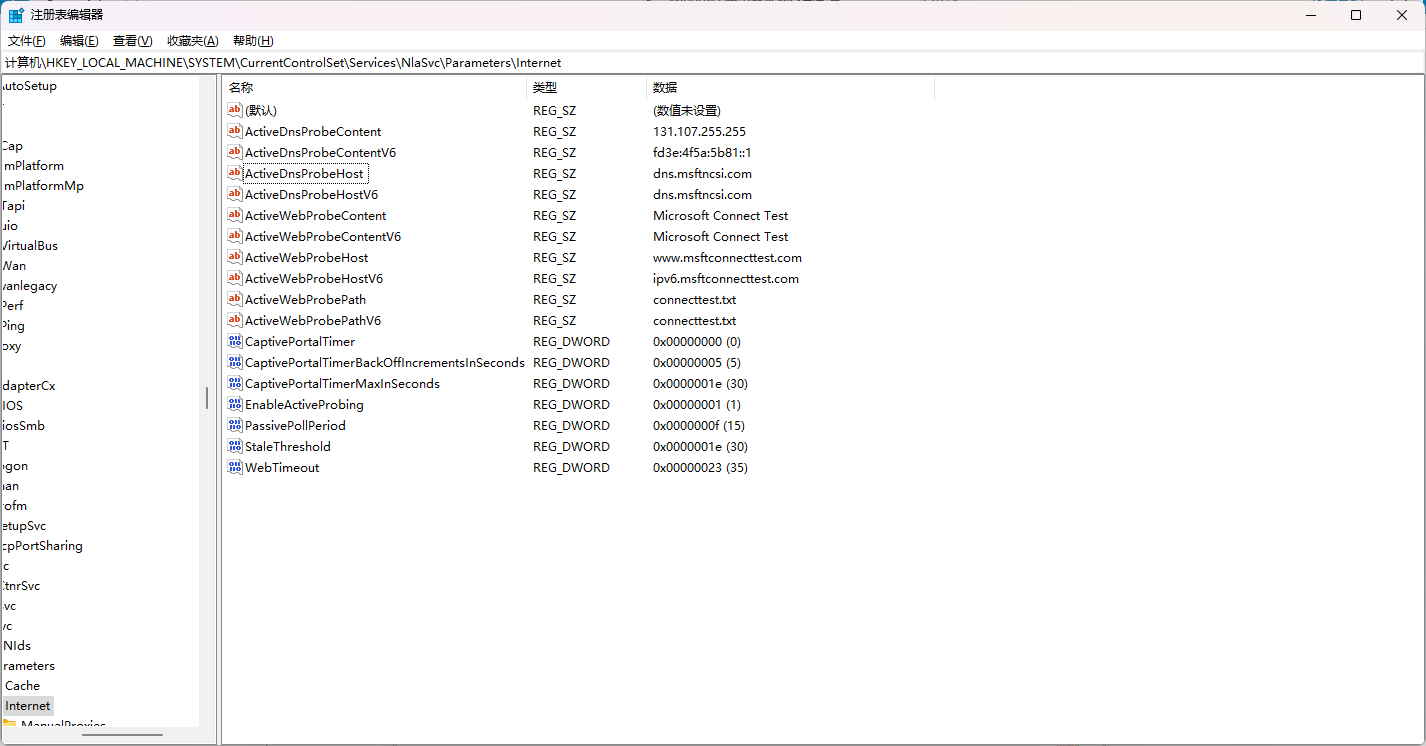 注册表编辑器
文件(F) 编辑(E) 查看(V) 收藏夹(A) 帮助(H)
计算机\HKEY_LOCAL_MACHINE\SYSTEM\CurrentControlSet\Services\NlaSvc\Parameters\Internet
utoSetup
Cap
mPlatform
mPlatformMp
Tapi
uio
VirtualBus
Wan
vanlegacy
Perf
Ping
oxy
dapterCx
IOS
iosSmb
T
ogon
nan
rofm
etupSvc
cpPortSharing
c
CtnrSvc
vc
vc
NIds
rameters
Cache
Internet
ManualProxies
名称 类型 数据
(默认) REG_SZ (数值未设置)
ActiveDnsProbeContent REG_SZ 131.107.255.255
ActiveDnsProbeContentV6 REG_SZ fd3e:4f5a:5b81::1
ActiveDnsProbeHost REG_SZ dns.msftncsi.com
ActiveDnsProbeHostV6 REG_SZ dns.msftncsi.com
ActiveWebProbeContent REG_SZ Microsoft Connect Test
ActiveWebProbeContentV6 REG_SZ Microsoft Connect Test
ActiveWebProbeHost REG_SZ www.msftconnecttest.com
ActiveWebProbeHostV6 REG_SZ ipv6.msftconnecttest.com
ActiveWebProbePath REG_SZ connecttest.txt
ActiveWebProbePathV6 REG_SZ connecttest.txt
CaptivePortalTimer REG_DWORD 0x00000000 (0)
CaptivePortalTimerBackOffIncrementsInSeconds REG_DWORD 0x00000005 (5)
CaptivePortalTimerMaxInSeconds REG_DWORD 0x0000001e (30)
EnableActiveProbing REG_DWORD 0x00000001 (1)
PassivePollPeriod REG_DWORD 0x0000000f (15)
StaleThreshold REG_DWORD 0x0000001e (30)
WebTimeout REG_DWORD 0x00000023 (35)